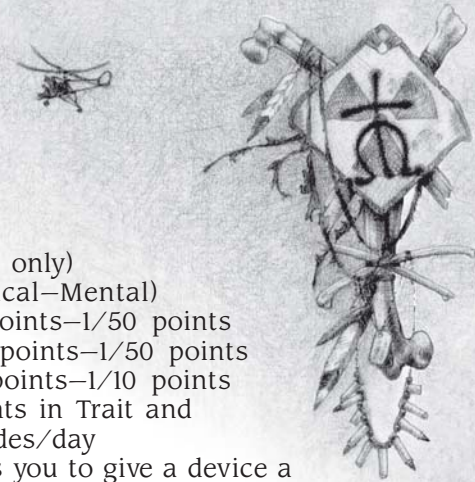 only)
cal—Mental)
oints—1/50 points
points—1/50 points
oints—1/10 points
ts in Trait and
des/day
s you to give a device a
Ω